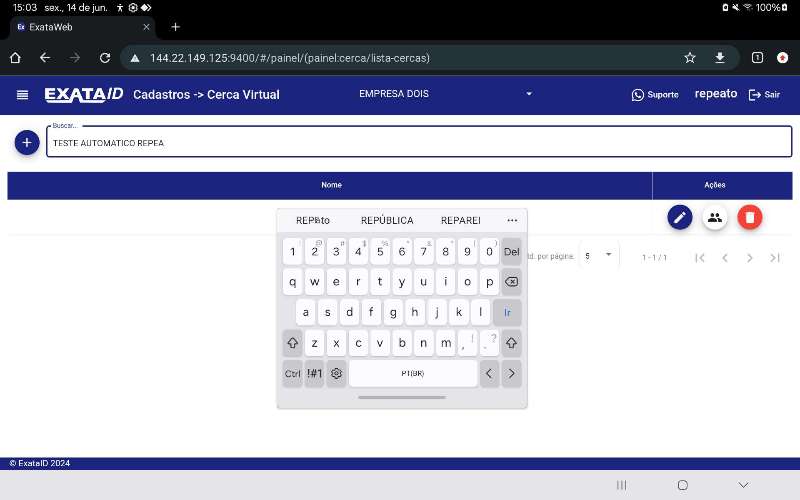 15:03 sex., 14 de jun. 100%
Ex ExataWeb
144.22.149.125:9400/#/painel/(painel:cerca/lista-cercas) 1
EXATAID Cadastros -> Cerca Virtual EMPRESA DOIS Suporte repeato Sair
Buscar...
TESTE AUTOMATICO REPEA
Nome Ações
REPúBLICA REPAREI ...
1 2 3 4 5 6 7 8 9 0 Del
q w e r t y u i o p
a s d f g h j k l Ir
z x c v b n m , ! . ?
Ctrl !#1 PT(BR) < >
td. por página: 5 1 - 1 / 1
© ExataID 2024